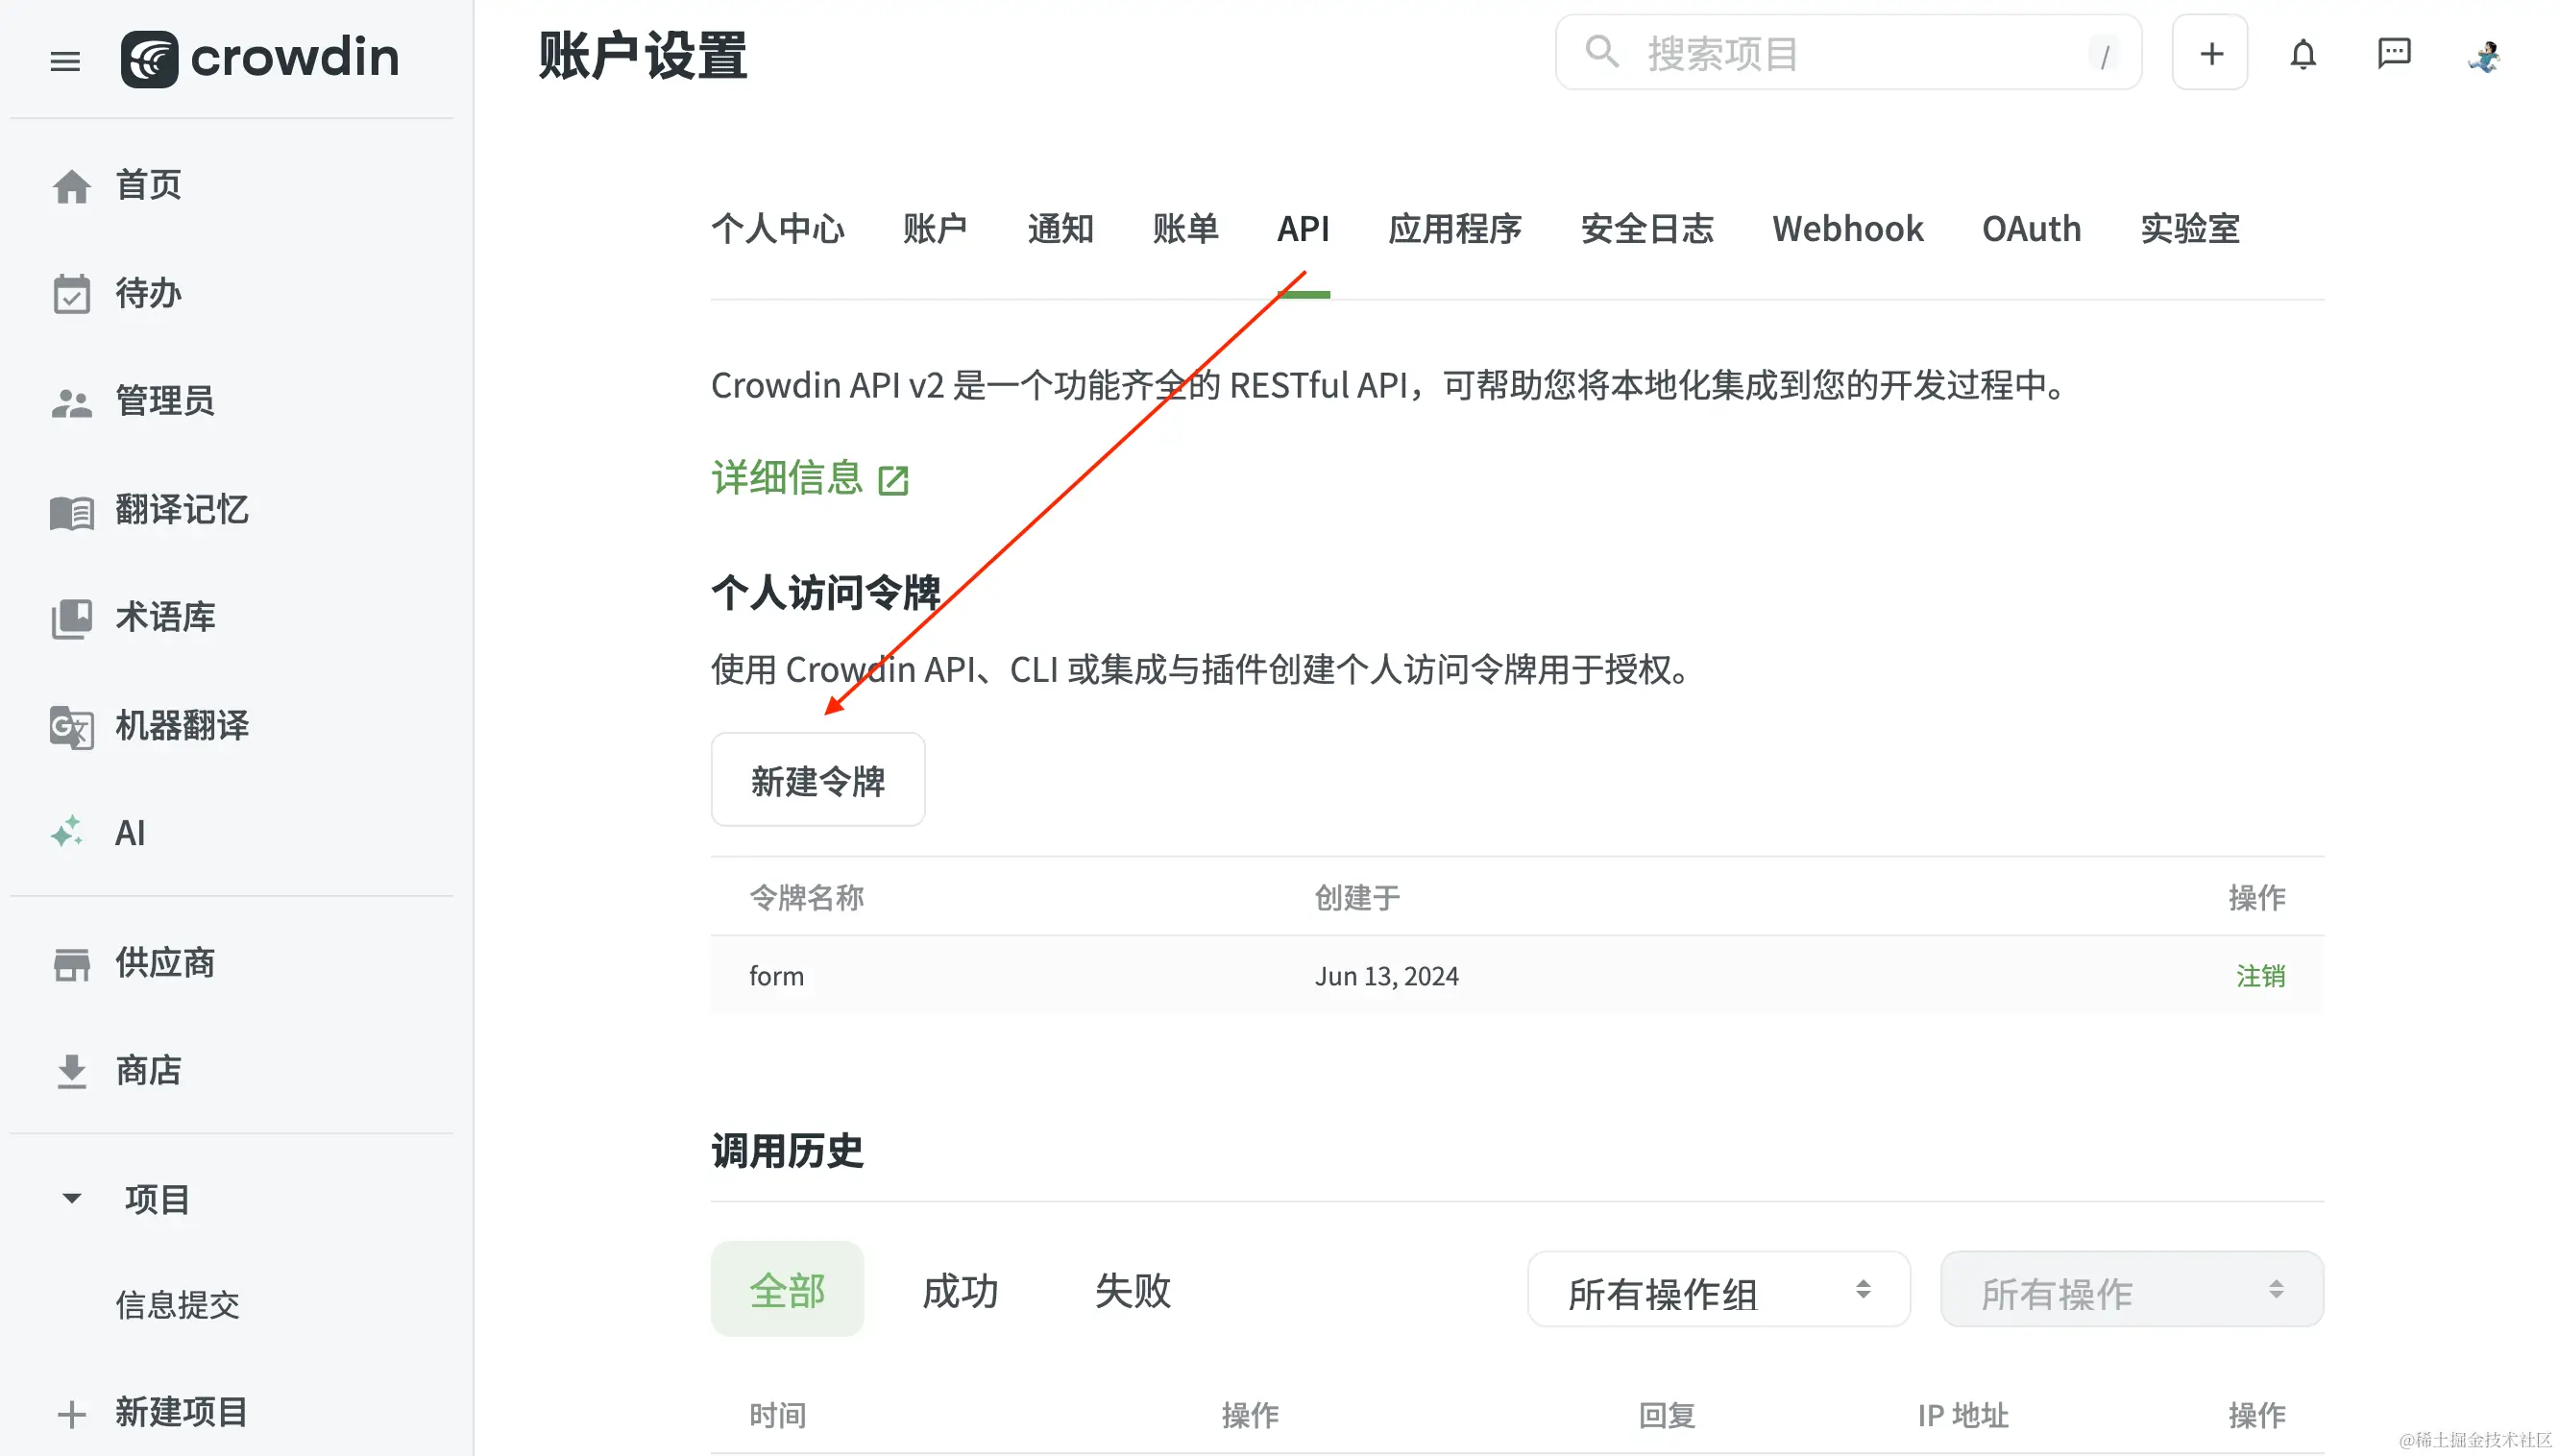 crowdin
账户设置
搜索项目
/
首页
待办
管理员
翻译记忆
术语库
机器翻译
AI
供应商
商店
项目
信息提交
新建项目
个人中心 账户 通知 账单 API 应用程序 安全日志 Webhook OAuth 实验室
Crowdin API v2 是一个功能齐全的 RESTful API，可帮助您将本地化集成到您的开发过程中。
详细信息
个人访问令牌
使用 Crowdin API、CLI 或集成与插件创建个人访问令牌用于授权。
新建令牌
令牌名称 创建于 操作
form Jun 13, 2024 注销
调用历史
全部 成功 失败 所有操作组 所有操作
时间 操作 回复 IP 地址 操作
@稀土掘金技术社区